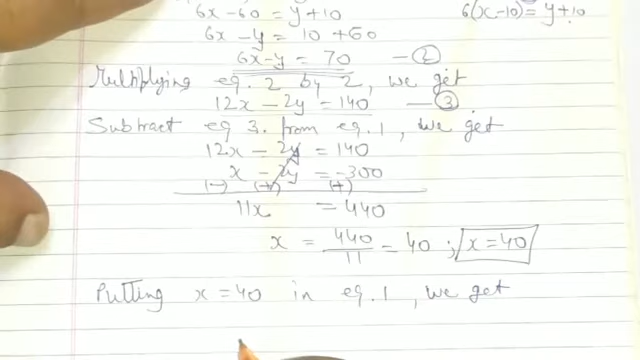 6x - 60 = y + 10
6(x - 10) = y + 10
6x - y = 10 + 60
6x - y = 70 — ②
Multiplying eq. 2 by 2, we get
12x - 2y = 140 — ③
Subtract eq 3. from eq. 1, we get
12x - 2y = 140
x - 2y = -300
(-) (+) (+)
11x = 440
x = 440/11 = 40 ; x = 40
Putting x = 40 in eq. 1, we get